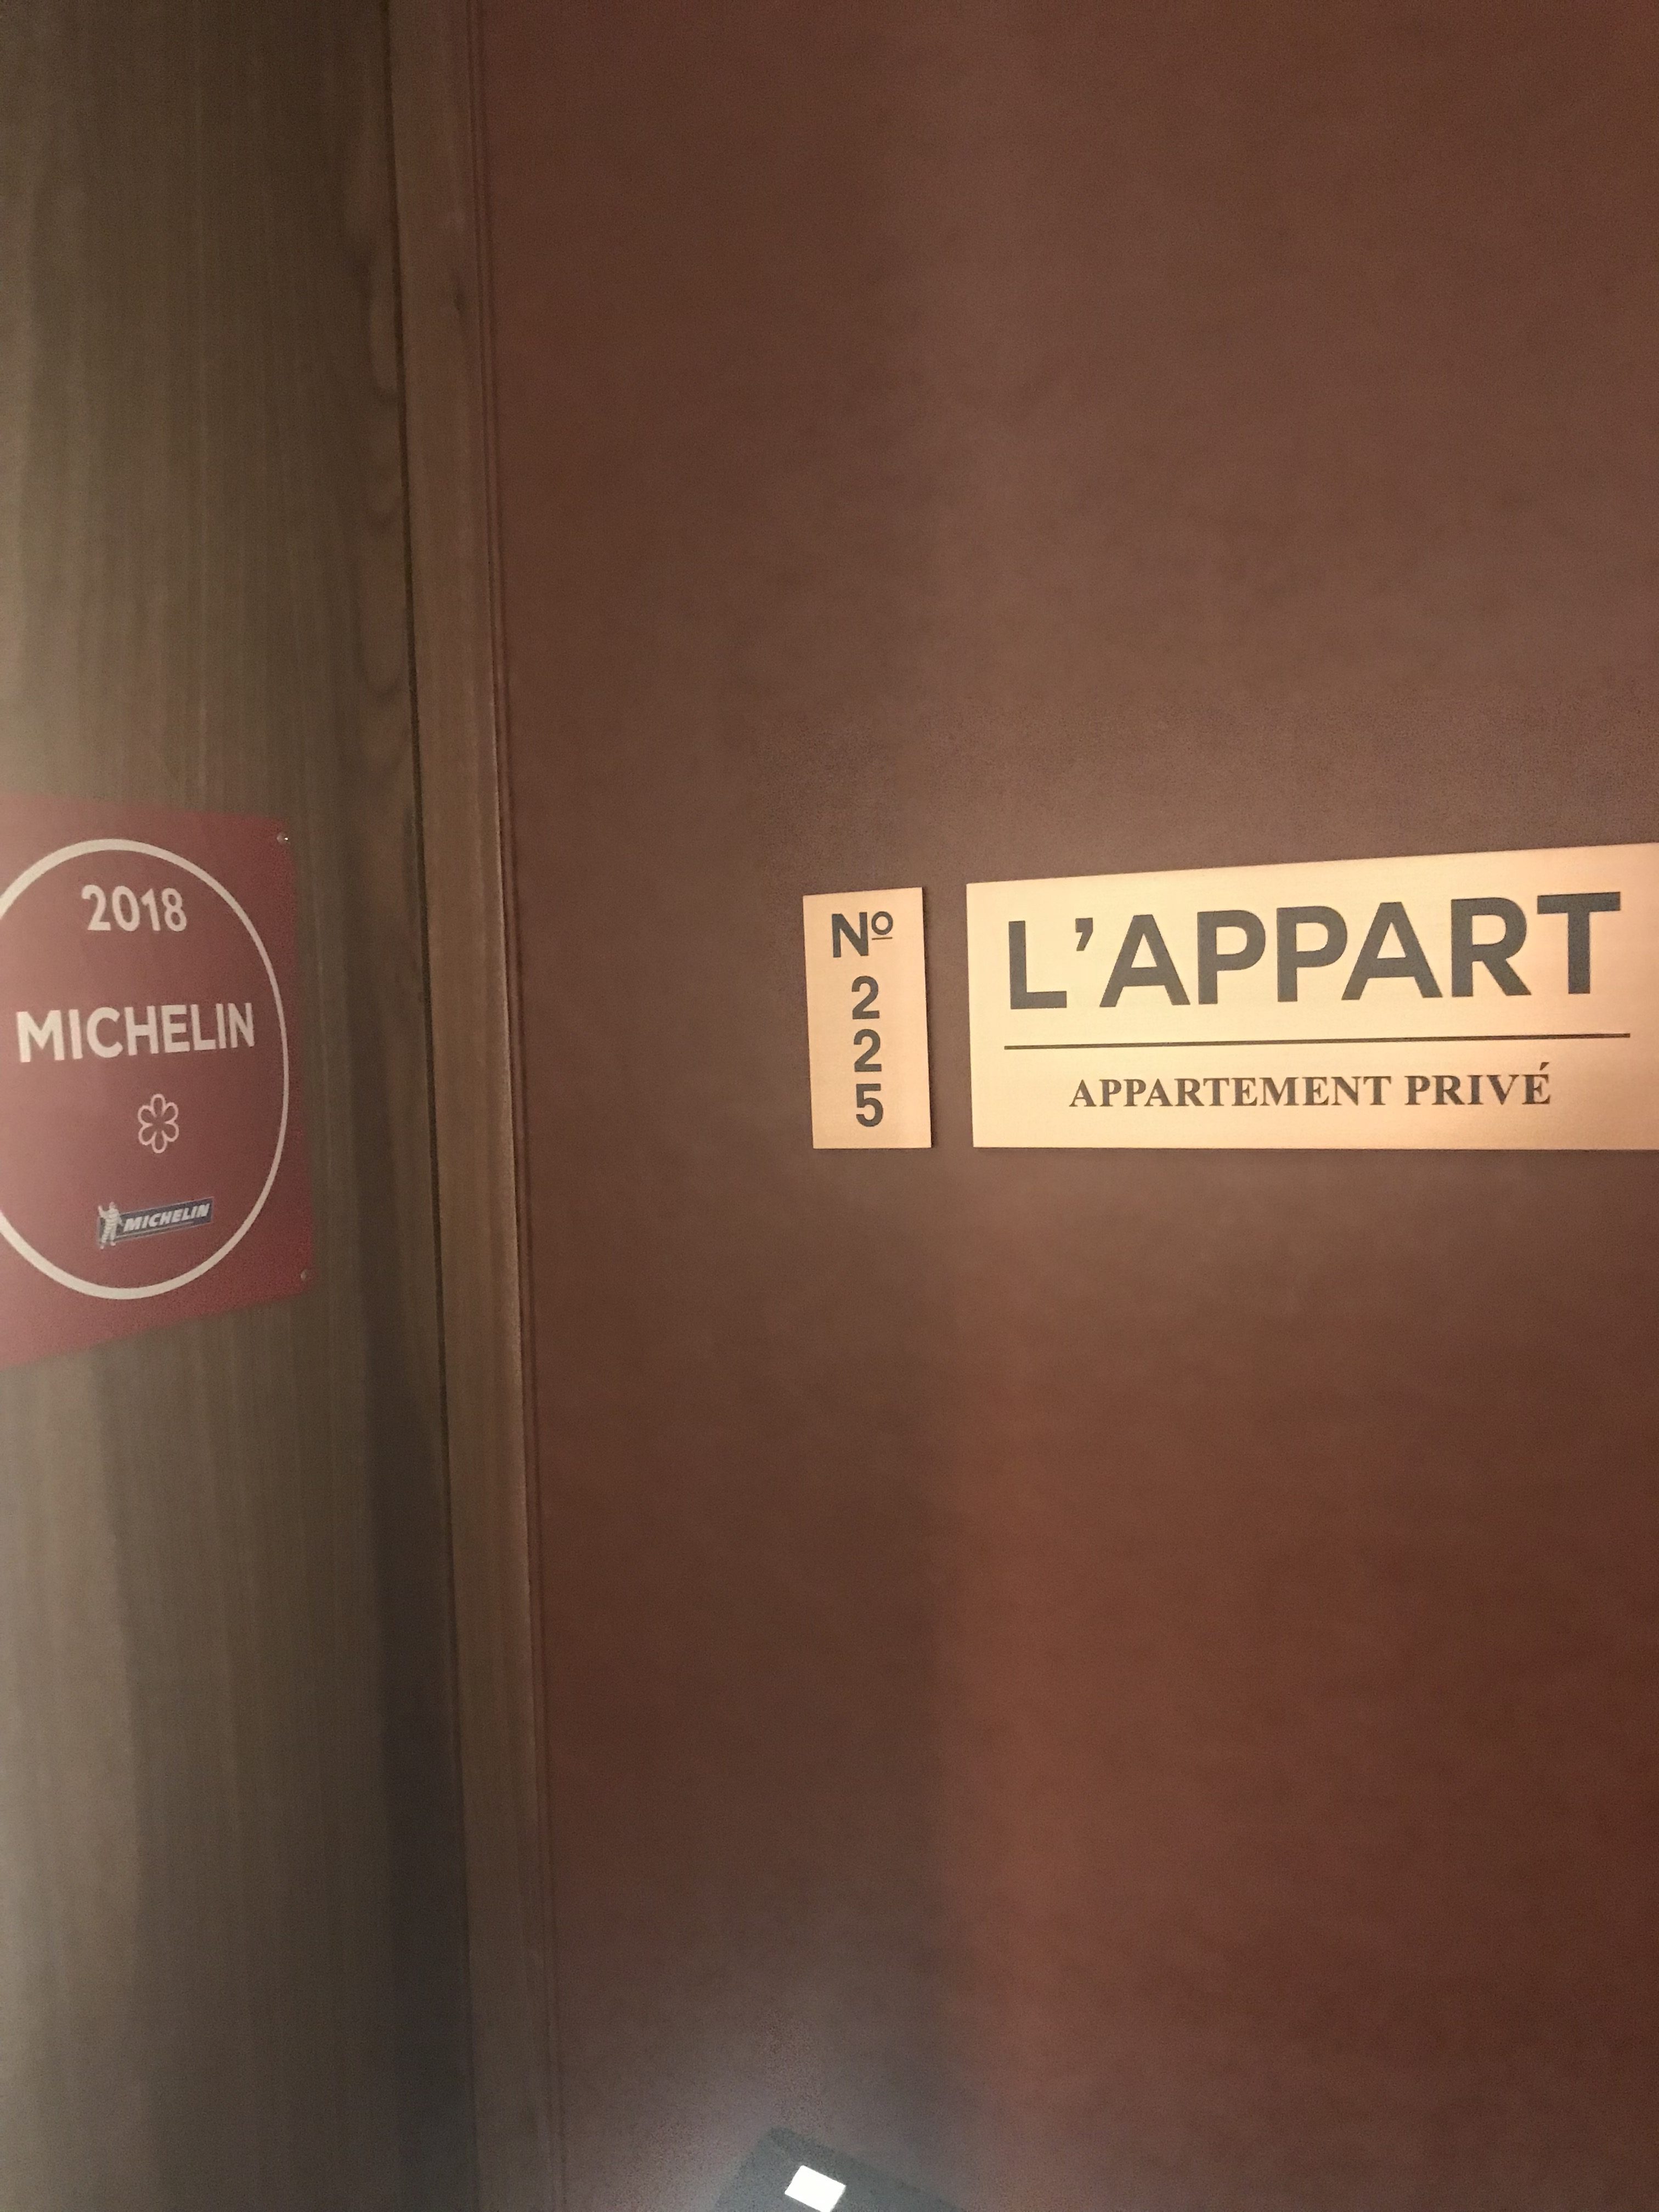 2018
MICHELIN
MICHELIN
Nº
2
2
5
L'APPART
APPARTEMENT PRIVÉ